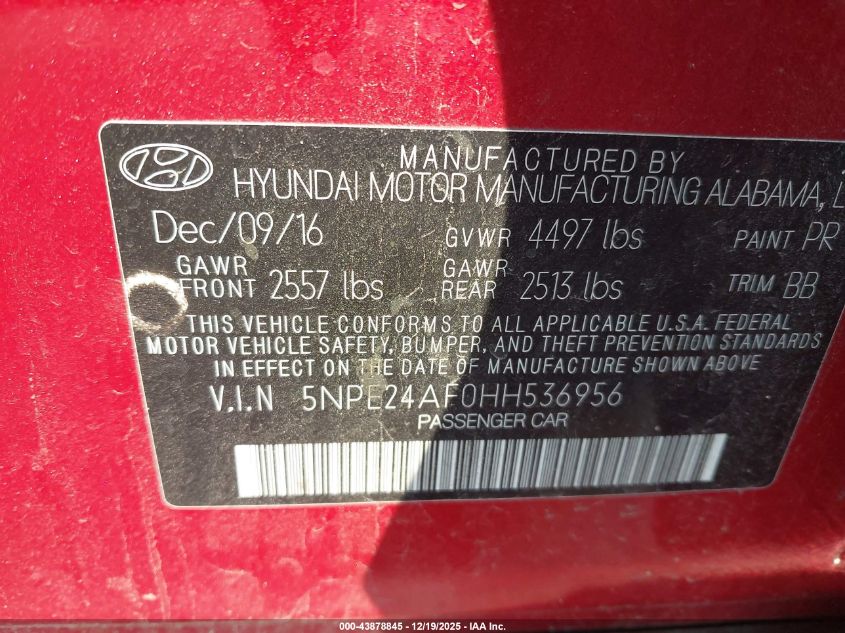 MANUFACTURED BY
HYUNDAI MOTOR MANUFACTURING ALABAMA, L
Dec/09/16 GVWR 4497 lbs PAINT PR
GAWR FRONT 2557 lbs GAWR REAR 2513 lbs TRIM BB
THIS VEHICLE CONFORMS TO ALL APPLICABLE U.S.A. FEDERAL
MOTOR VEHICLE SAFETY, BUMPER, AND THEFT PREVENTION STANDARDS
IN EFFECT ON THE DATE OF MANUFACTURE SHOWN ABOVE
V.I.N 5NPE24AF0HH536956
PASSENGER CAR
000-43878845 - 12/19/2025 - IAA Inc.